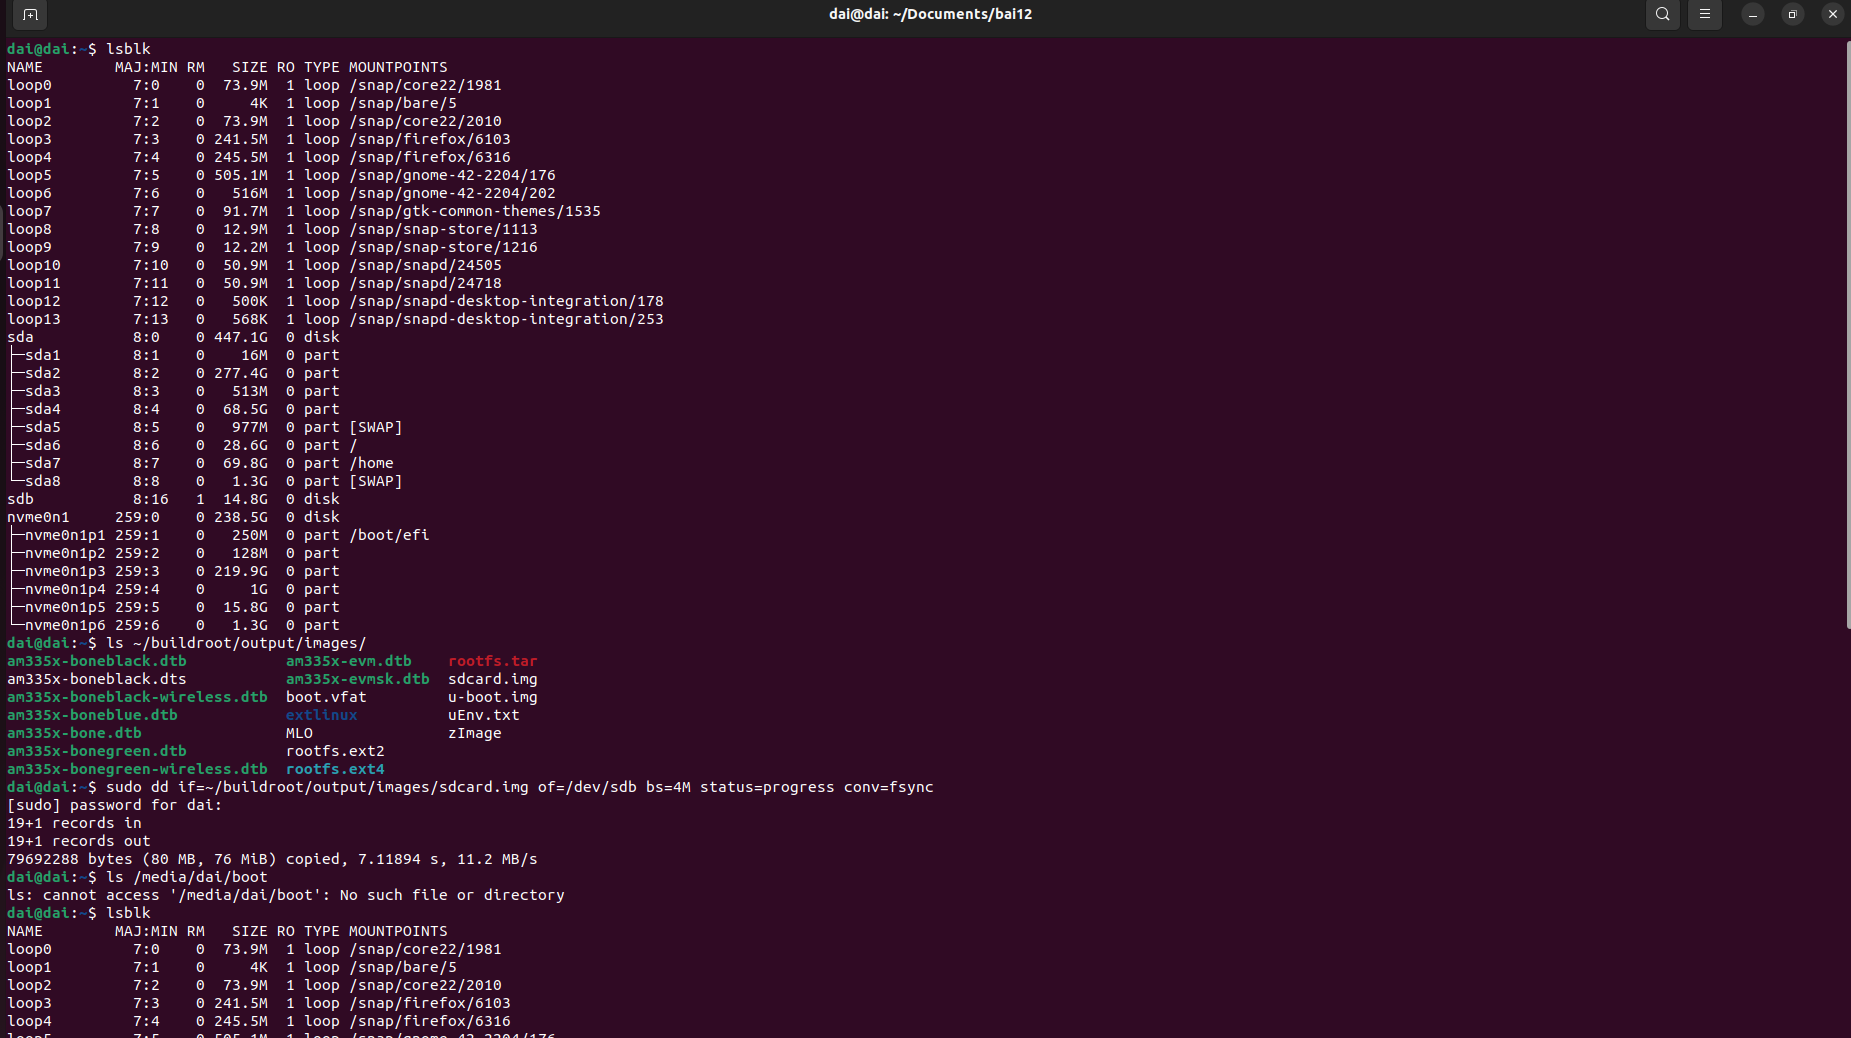 dai@dai: ~/Documents/bai12
dai@dai:~$ lsblk
NAME        MAJ:MIN RM   SIZE RO TYPE MOUNTPOINTS
loop0         7:0    0  73.9M  1 loop /snap/core22/1981
loop1         7:1    0     4K  1 loop /snap/bare/5
loop2         7:2    0  73.9M  1 loop /snap/core22/2010
loop3         7:3    0 241.5M  1 loop /snap/firefox/6103
loop4         7:4    0 245.5M  1 loop /snap/firefox/6316
loop5         7:5    0 505.1M  1 loop /snap/gnome-42-2204/176
loop6         7:6    0   516M  1 loop /snap/gnome-42-2204/202
loop7         7:7    0  91.7M  1 loop /snap/gtk-common-themes/1535
loop8         7:8    0  12.9M  1 loop /snap/snap-store/1113
loop9         7:9    0  12.2M  1 loop /snap/snap-store/1216
loop10        7:10   0  50.9M  1 loop /snap/snapd/24505
loop11        7:11   0  50.9M  1 loop /snap/snapd/24718
loop12        7:12   0   500K  1 loop /snap/snapd-desktop-integration/178
loop13        7:13   0   568K  1 loop /snap/snapd-desktop-integration/253
sda           8:0    0 447.1G  0 disk
├─sda1        8:1    0    16M  0 part
├─sda2        8:2    0 277.4G  0 part
├─sda3        8:3    0   513M  0 part
├─sda4        8:4    0  68.5G  0 part
├─sda5        8:5    0   977M  0 part [SWAP]
├─sda6        8:6    0  28.6G  0 part /
├─sda7        8:7    0  69.8G  0 part /home
└─sda8        8:8    0   1.3G  0 part [SWAP]
sdb           8:16   1  14.8G  0 disk
nvme0n1     259:0    0 238.5G  0 disk
├─nvme0n1p1 259:1    0   250M  0 part /boot/efi
├─nvme0n1p2 259:2    0   128M  0 part
├─nvme0n1p3 259:3    0 219.9G  0 part
├─nvme0n1p4 259:4    0     1G  0 part
├─nvme0n1p5 259:5    0  15.8G  0 part
└─nvme0n1p6 259:6    0   1.3G  0 part
dai@dai:~$ ls ~/buildroot/output/images/
am335x-boneblack.dtb           am335x-evm.dtb    rootfs.tar
am335x-boneblack.dts           am335x-evmsk.dtb  sdcard.img
am335x-boneblack-wireless.dtb  boot.vfat         u-boot.img
am335x-boneblue.dtb            extlinux          uEnv.txt
am335x-bone.dtb                MLO               zImage
am335x-bonegreen.dtb           rootfs.ext2
am335x-bonegreen-wireless.dtb  rootfs.ext4
dai@dai:~$ sudo dd if=~/buildroot/output/images/sdcard.img of=/dev/sdb bs=4M status=progress conv=fsync
[sudo] password for dai:
19+1 records in
19+1 records out
79692288 bytes (80 MB, 76 MiB) copied, 7.11894 s, 11.2 MB/s
dai@dai:~$ ls /media/dai/boot
ls: cannot access '/media/dai/boot': No such file or directory
dai@dai:~$ lsblk
NAME        MAJ:MIN RM   SIZE RO TYPE MOUNTPOINTS
loop0         7:0    0  73.9M  1 loop /snap/core22/1981
loop1         7:1    0     4K  1 loop /snap/bare/5
loop2         7:2    0  73.9M  1 loop /snap/core22/2010
loop3         7:3    0 241.5M  1 loop /snap/firefox/6103
loop4         7:4    0 245.5M  1 loop /snap/firefox/6316
loop5         7:5    0 505.1M  1 loop /snap/gnome-42-2204/176